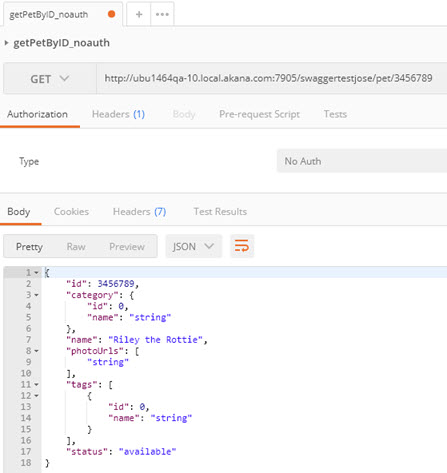 getPetByID_noauth
getPetByID_noauth
GET http://ubu1464qa-10.local.akana.com:7905/swaggertestjose/pet/3456789
Authorization Headers (1) Body Pre-request Script Tests
Type No Auth
Body Cookies Headers (7) Test Results
Pretty Raw Preview JSON
1 {
2 "id": 3456789,
3 "category": {
4 "id": 0,
5 "name": "string"
6 },
7 "name": "Riley the Rottie",
8 "photoUrls": [
9 "string"
10 ],
11 "tags": [
12 {
13 "id": 0,
14 "name": "string"
15 }
16 ],
17 "status": "available"
18 }